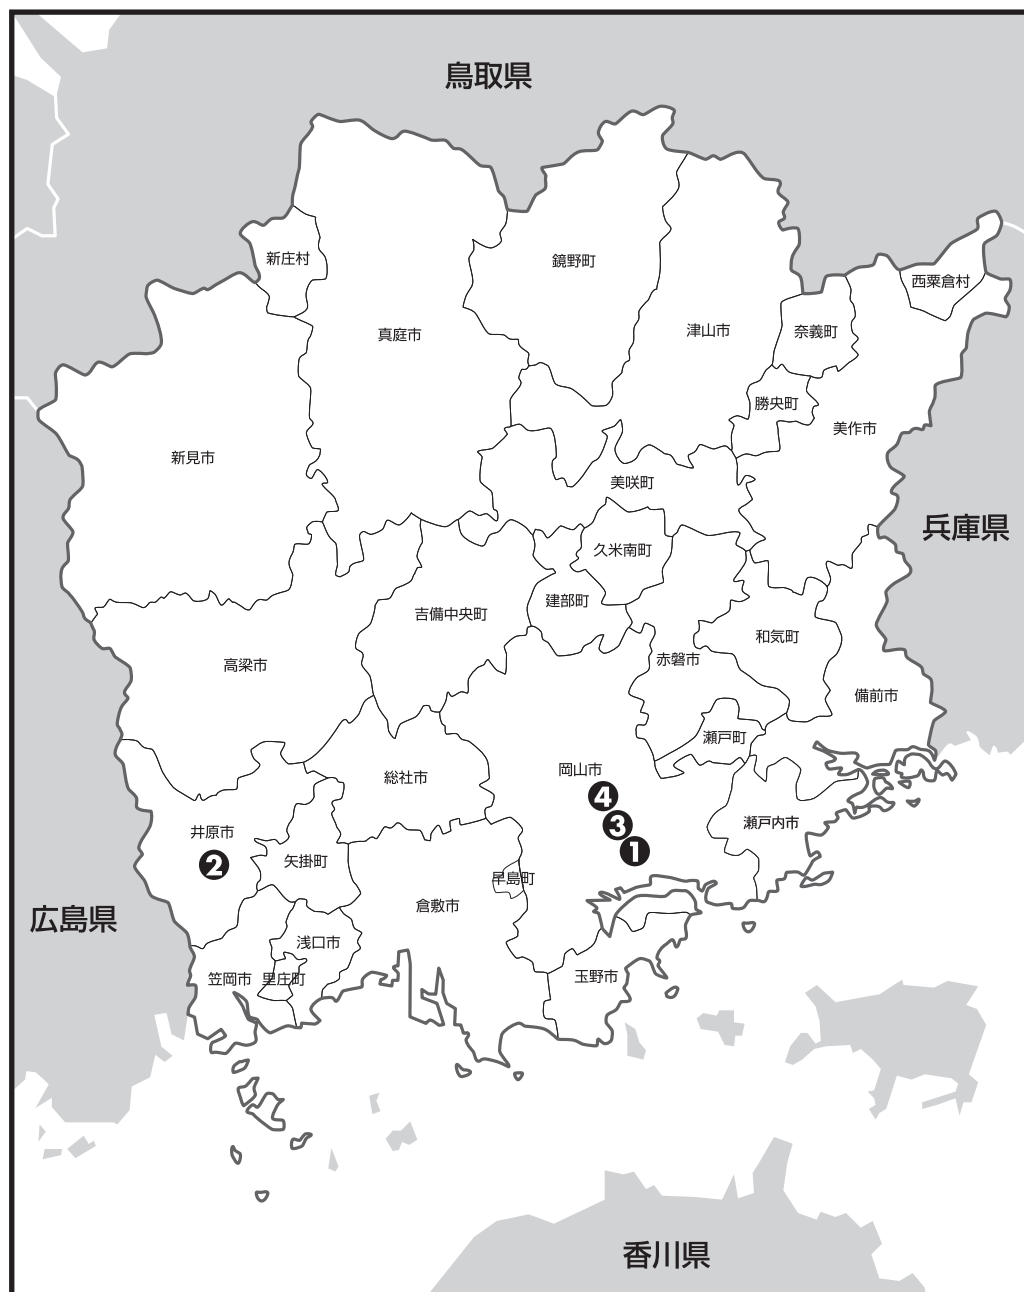 鳥取県
新庄村
鏡野町
西粟倉村
真庭市
津山市
奈義町
勝央町
美作市
新見市
美咲町
兵庫県
久米南町
建部町
吉備中央町
和気町
赤磐市
高梁市
備前市
瀬戸町
岡山市
総社市
4
3
1
瀬戸内市
井原市
2
矢掛町
早島町
倉敷市
広島県
浅口市
笠岡市
里庄町
玉野市
香川県